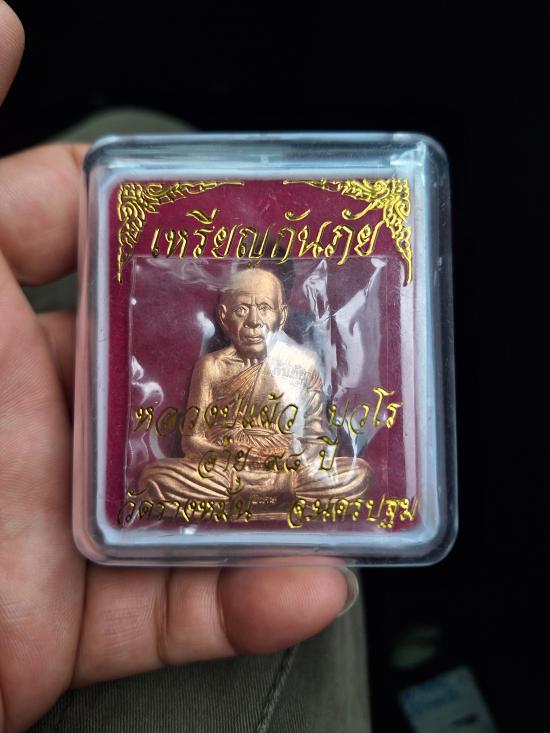 เหรียญกันภัย
หลวงปู่แผ้ว ปวโร
อายุ ๙๘ ปี
วัดรางหมัน จ.นครปฐม